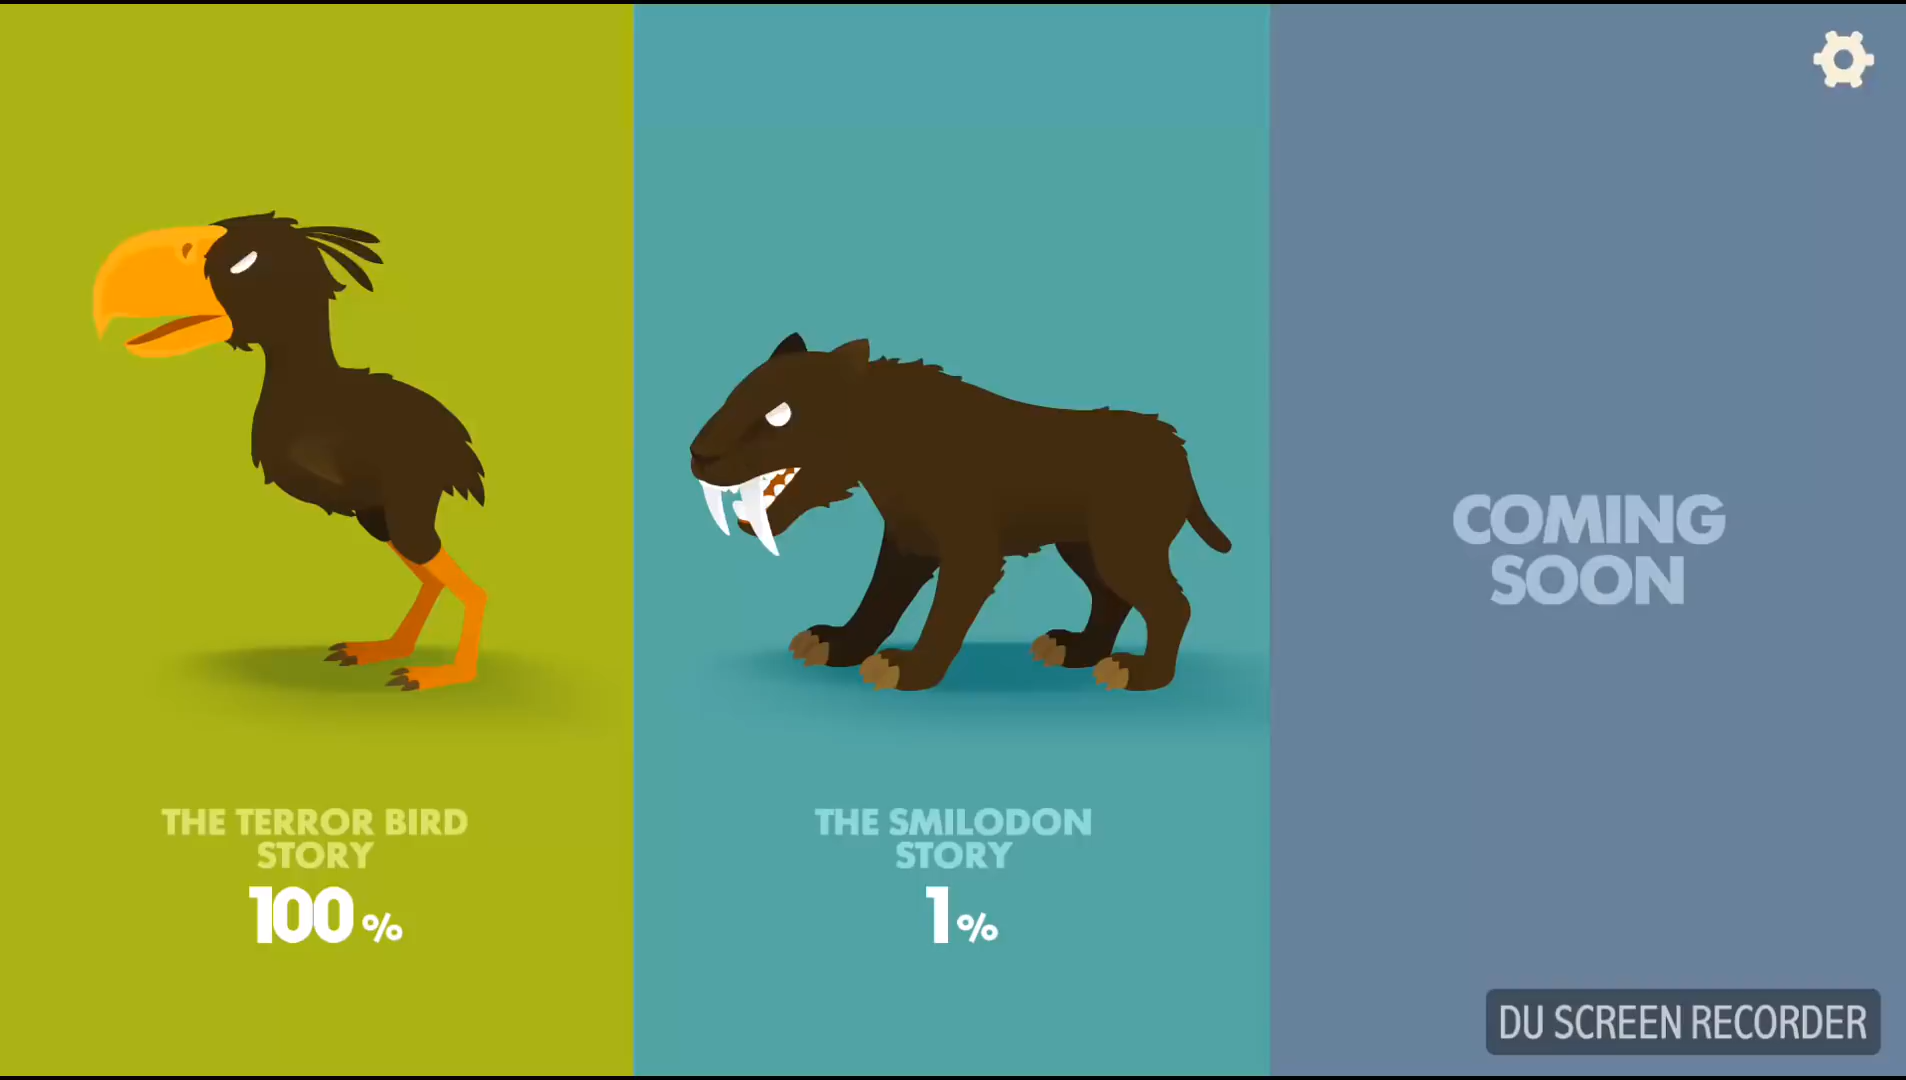 THE TERROR BIRD
STORY
100 %
THE SMILODON
STORY
1 %
COMING
SOON
DU SCREEN RECORDER